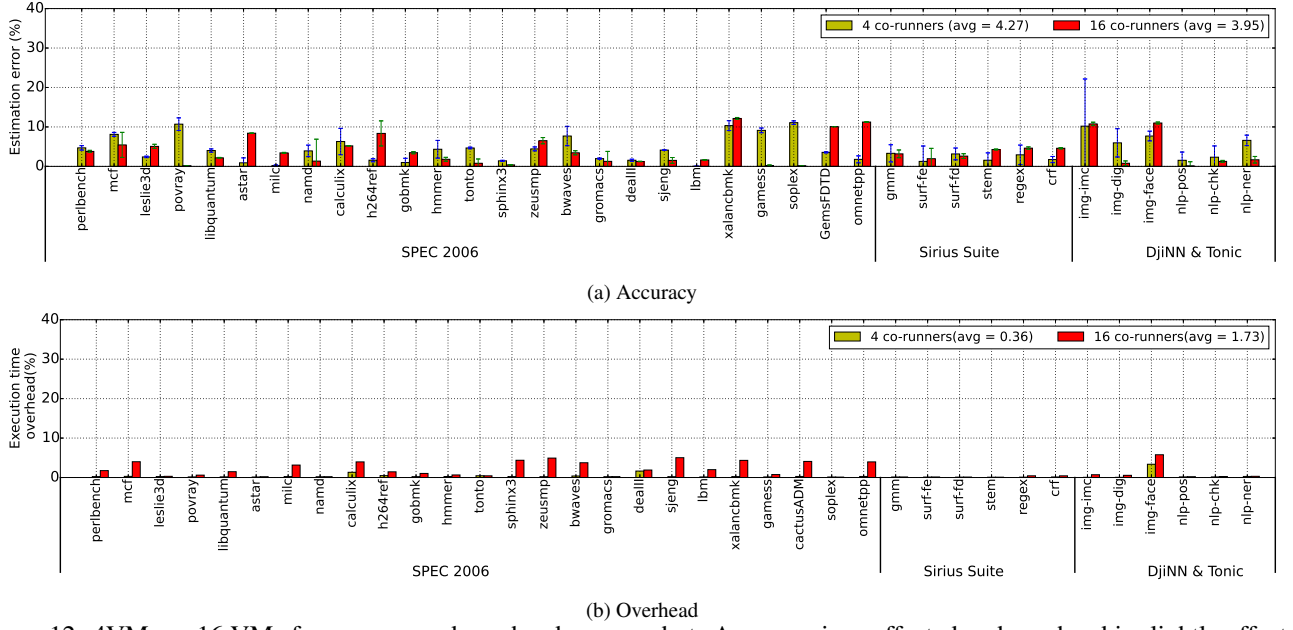 40
30
20
10
0
Estimation error (%)
4 co-runners (avg = 4.27)
16 co-runners (avg = 3.95)
perlbench
mcf
leslie3d
povray
libquantum
astar
milc
namd
calculix
h264ref
gobmk
hmmer
tonto
sphinx3
zeusmp
bwaves
gromacs
dealII
sjeng
lbm
xalancbmk
gamess
soplex
GemsFDTD
omnetpp
gmm
surf-fe
surf-fd
stem
regex
crf
img-imc
img-dig
img-face
nlp-pos
nlp-chk
nlp-ner
SPEC 2006
Sirius Suite
DjiNN & Tonic
(a) Accuracy
40
30
20
10
0
Execution time
overhead(%)
4 co-runners(avg = 0.36)
16 co-runners(avg = 1.73)
perlbench
mcf
leslie3d
povray
libquantum
astar
milc
namd
calculix
h264ref
gobmk
hmmer
tonto
sphinx3
zeusmp
bwaves
gromacs
dealII
sjeng
lbm
xalancbmk
gamess
cactusADM
soplex
omnetpp
gmm
surf-fe
surf-fd
stem
regex
crf
img-imc
img-dig
img-face
nlp-pos
nlp-chk
nlp-ner
SPEC 2006
Sirius Suite
DjiNN & Tonic
(b) Overhead